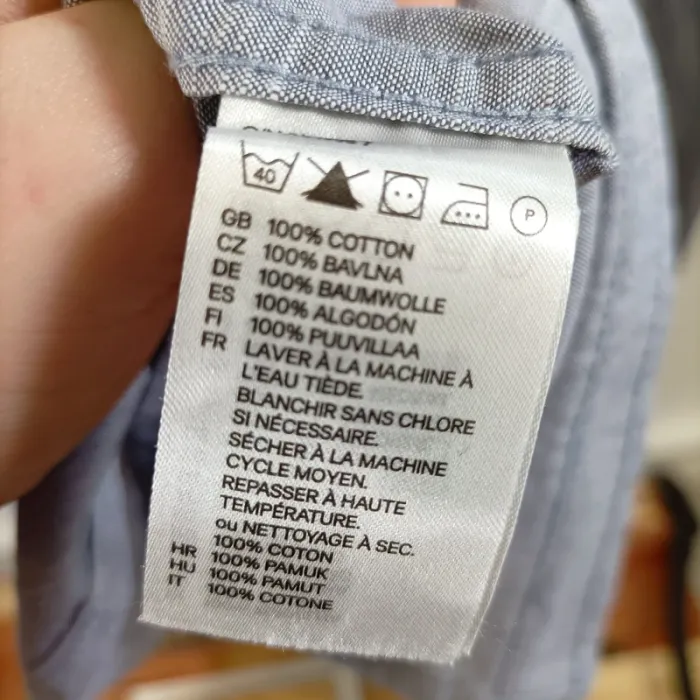 40 P
GB 100% COTTON
CZ 100% BAVLNA
DE 100% BAUMWOLLE
ES 100% ALGODÓN
FI 100% PUUVILLAA
FR LAVER À LA MACHINE À
L'EAU TIÈDE.
BLANCHIR SANS CHLORE
SI NÉCESSAIRE.
SÉCHER À LA MACHINE
CYCLE MOYEN.
REPASSER À HAUTE
TEMPÉRATURE.
ou NETTOYAGE À SEC.
100% COTON
HR 100% PAMUK
HU 100% PAMUT
IT 100% COTONE